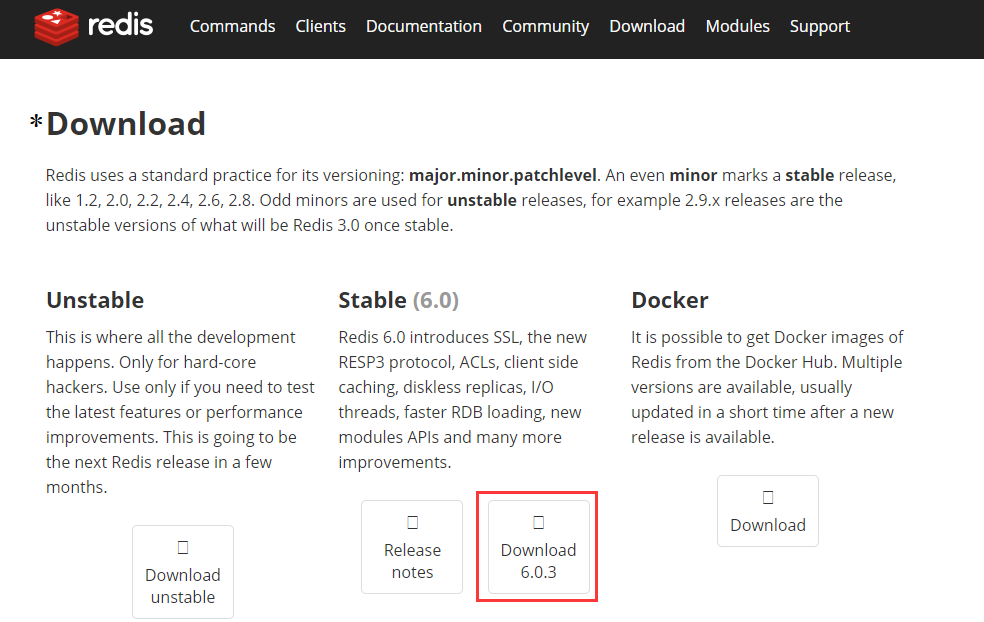 redis Commands Clients Documentation Community Download Modules Support
*Download
Redis uses a standard practice for its versioning: major.minor.patchlevel. An even minor marks a stable release,
like 1.2, 2.0, 2.2, 2.4, 2.6, 2.8. Odd minors are used for unstable releases, for example 2.9.x releases are the
unstable versions of what will be Redis 3.0 once stable.
Unstable
This is where all the development
happens. Only for hard-core
hackers. Use only if you need to test
the latest features or performance
improvements. This is going to be
the next Redis release in a few
months.
Download
unstable
Stable (6.0)
Redis 6.0 introduces SSL, the new
RESP3 protocol, ACLs, client side
caching, diskless replicas, I/O
threads, faster RDB loading, new
modules APIs and many more
improvements.
Release
notes
Download
6.0.3
Docker
It is possible to get Docker images of
Redis from the Docker Hub. Multiple
versions are available, usually
updated in a short time after a new
release is available.
Download